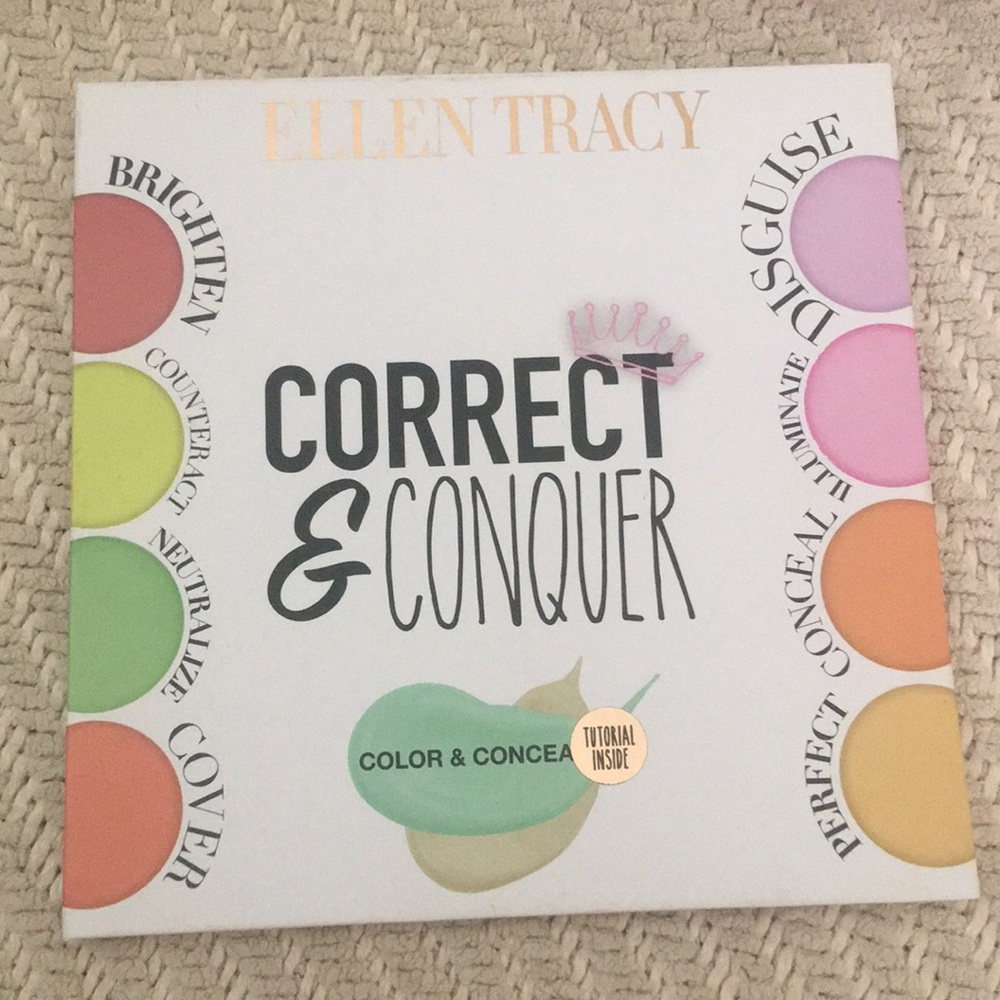 ELLEN TRACY
BRIGHTEN
COUNTERACT
NEUTRALIZE
COVER
DISGUISE
ILLUMINATE
CONCEAL
PERFECT
CORRECT
& CONQUER
COLOR & CONCEA
TUTORIAL
INSIDE